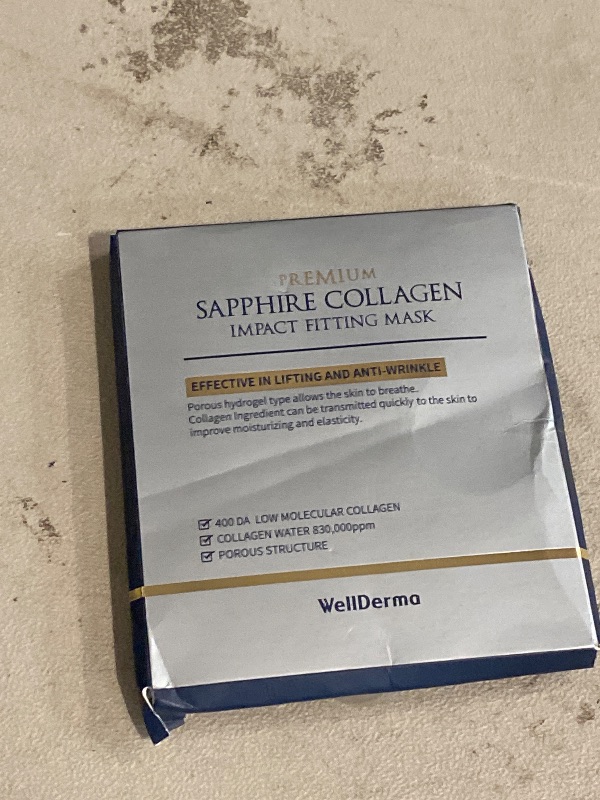 PREMIUM
SAPPHIRE COLLAGEN
IMPACT FITTING MASK
EFFECTIVE IN LIFTING AND ANTI-WRINKLE
Porous hydrogel type allows the skin to breathe.
Collagen Ingredient can be transmitted quickly to the skin to
improve moisturizing and elasticity.
400 DA LOW MOLECULAR COLLAGEN
COLLAGEN WATER 830,000ppm
POROUS STRUCTURE
WellDerma